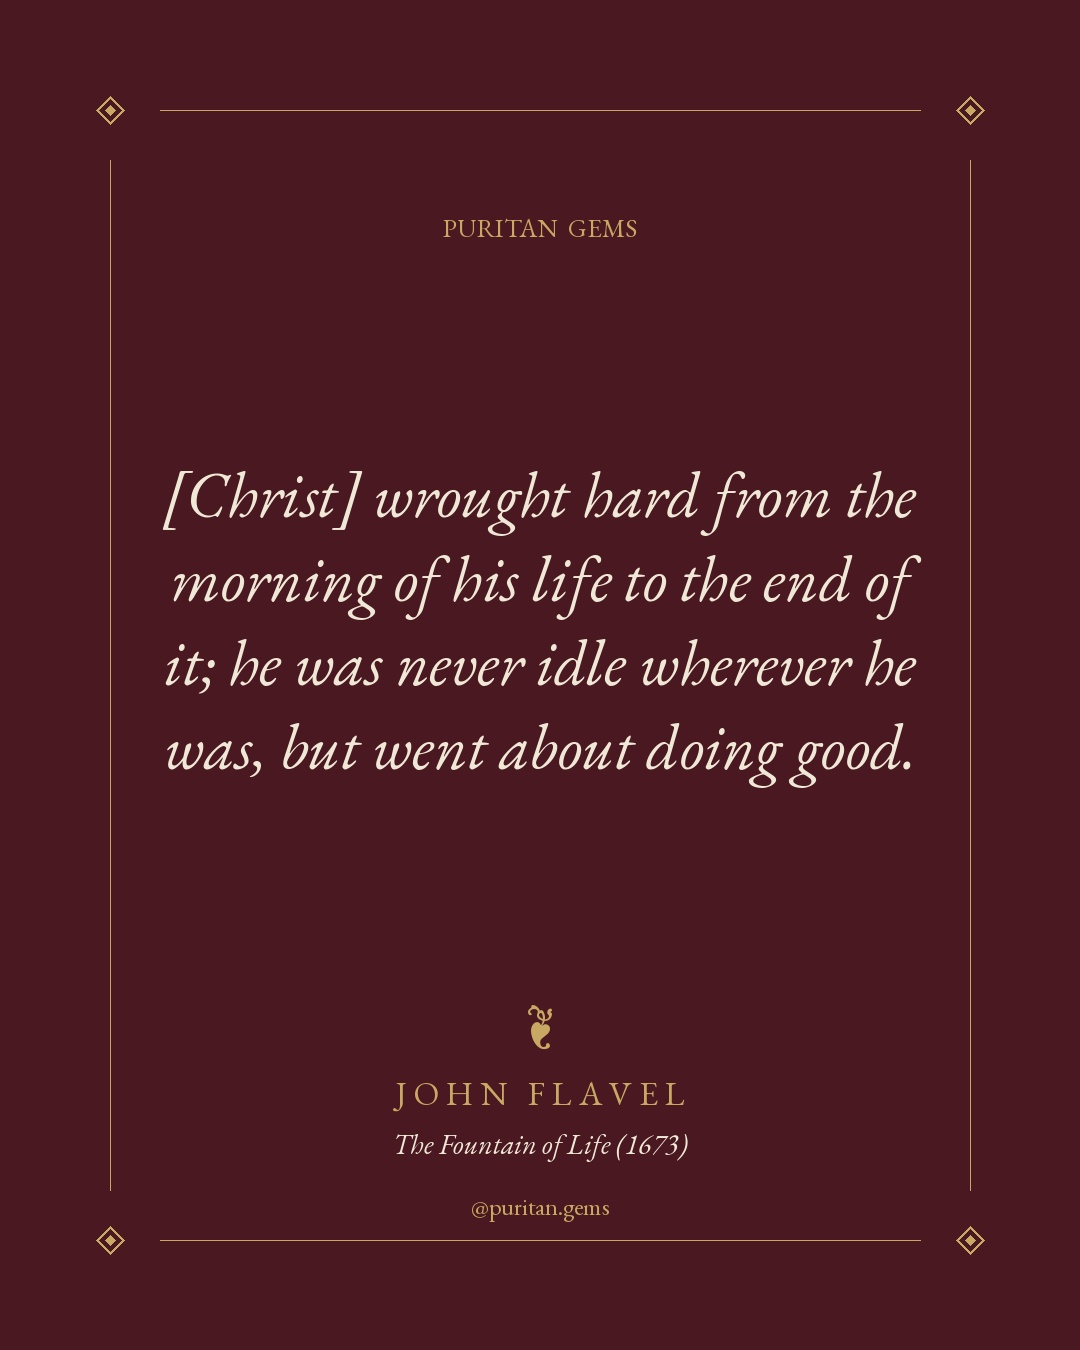 PURITAN GEMS
[Christ] wrought hard from the
morning of his life to the end of
it; he was never idle wherever he
was, but went about doing good.
JOHN FLAVEL
The Fountain of Life (1673)
@puritan.gems